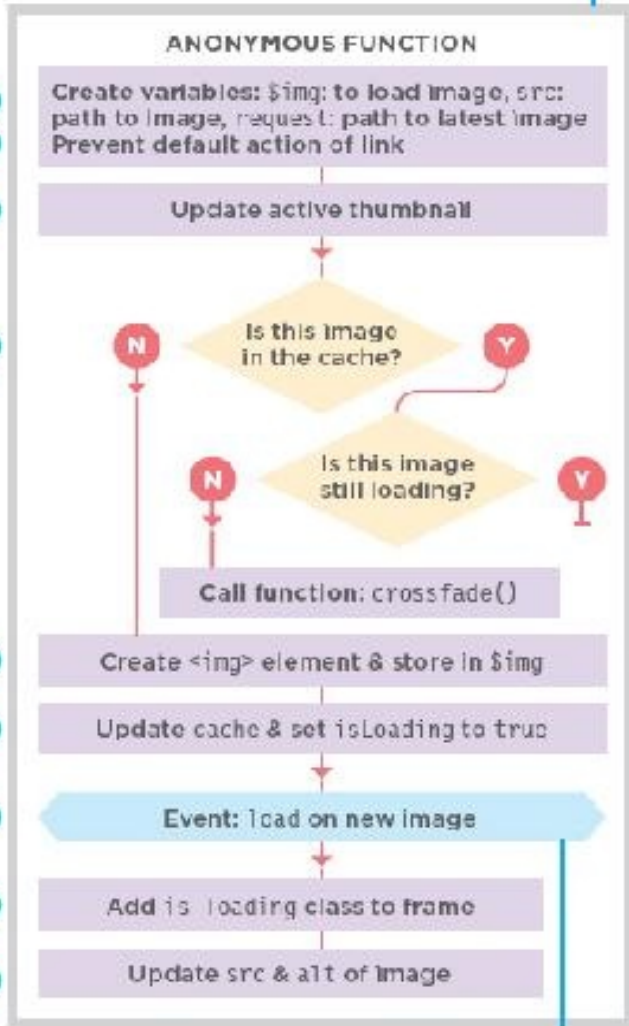 ANONYMOUS FUNCTION
Create variables: $img: to load image, src:
path to image, request: path to latest image
Prevent default action of link
Update active thumbnail
Is this image
in the cache?
N
Y
Is this image
still loading?
N
Y
Call function: crossfade()
Create <img> element & store in $img
Update cache & set isLoading to true
Event: load on new image
Add is-loading class to frame
Update src & alt of image